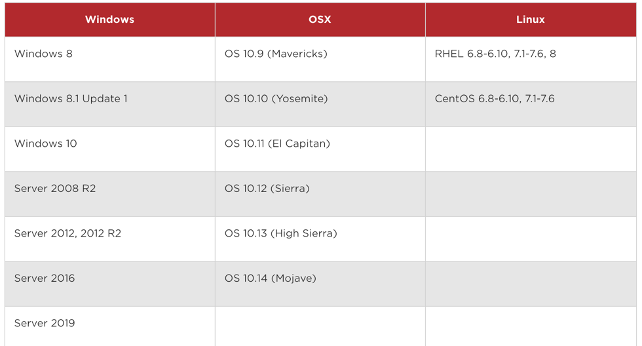 Windows OSX Linux
Windows 8 OS 10.9 (Mavericks) RHEL 6.8-6.10, 7.1-7.6, 8
Windows 8.1 Update 1 OS 10.10 (Yosemite) CentOS 6.8-6.10, 7.1-7.6
Windows 10 OS 10.11 (El Capitan)
Server 2008 R2 OS 10.12 (Sierra)
Server 2012, 2012 R2 OS 10.13 (High Sierra)
Server 2016 OS 10.14 (Mojave)
Server 2019